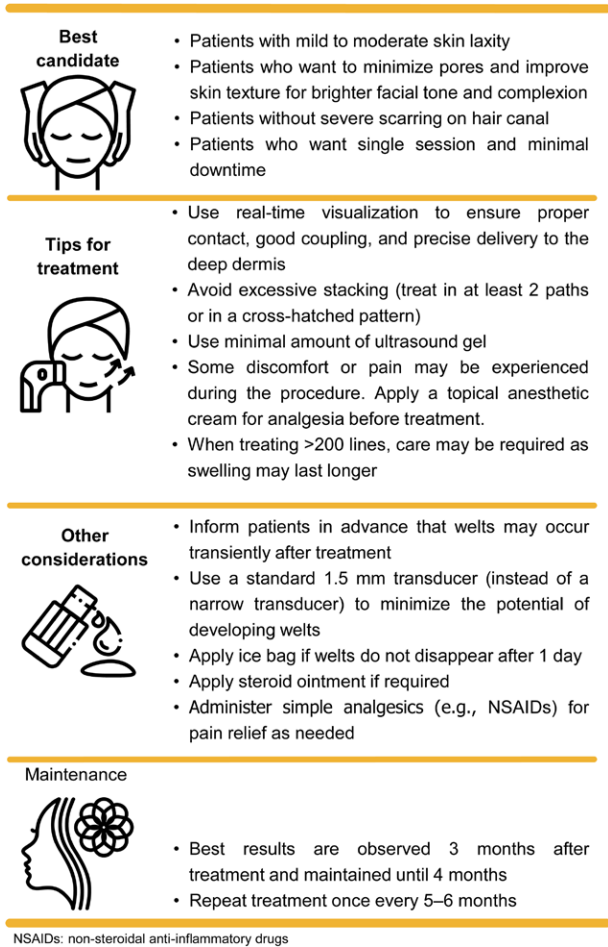 Best
candidate
• Patients with mild to moderate skin laxity
• Patients who want to minimize pores and improve
skin texture for brighter facial tone and complexion
• Patients without severe scarring on hair canal
• Patients who want single session and minimal
downtime
Tips for
treatment
• Use real-time visualization to ensure proper
contact, good coupling, and precise delivery to the
deep dermis
• Avoid excessive stacking (treat in at least 2 paths
or in a cross-hatched pattern)
• Use minimal amount of ultrasound gel
• Some discomfort or pain may be experienced
during the procedure. Apply a topical anesthetic
cream for analgesia before treatment.
• When treating >200 lines, care may be required as
swelling may last longer
Other
considerations
• Inform patients in advance that welts may occur
transiently after treatment
• Use a standard 1.5 mm transducer (instead of a
narrow transducer) to minimize the potential of
developing welts
• Apply ice bag if welts do not disappear after 1 day
• Apply steroid ointment if required
• Administer simple analgesics (e.g., NSAIDs) for
pain relief as needed
Maintenance
• Best results are observed 3 months after
treatment and maintained until 4 months
• Repeat treatment once every 5–6 months
NSAIDs: non-steroidal anti-inflammatory drugs